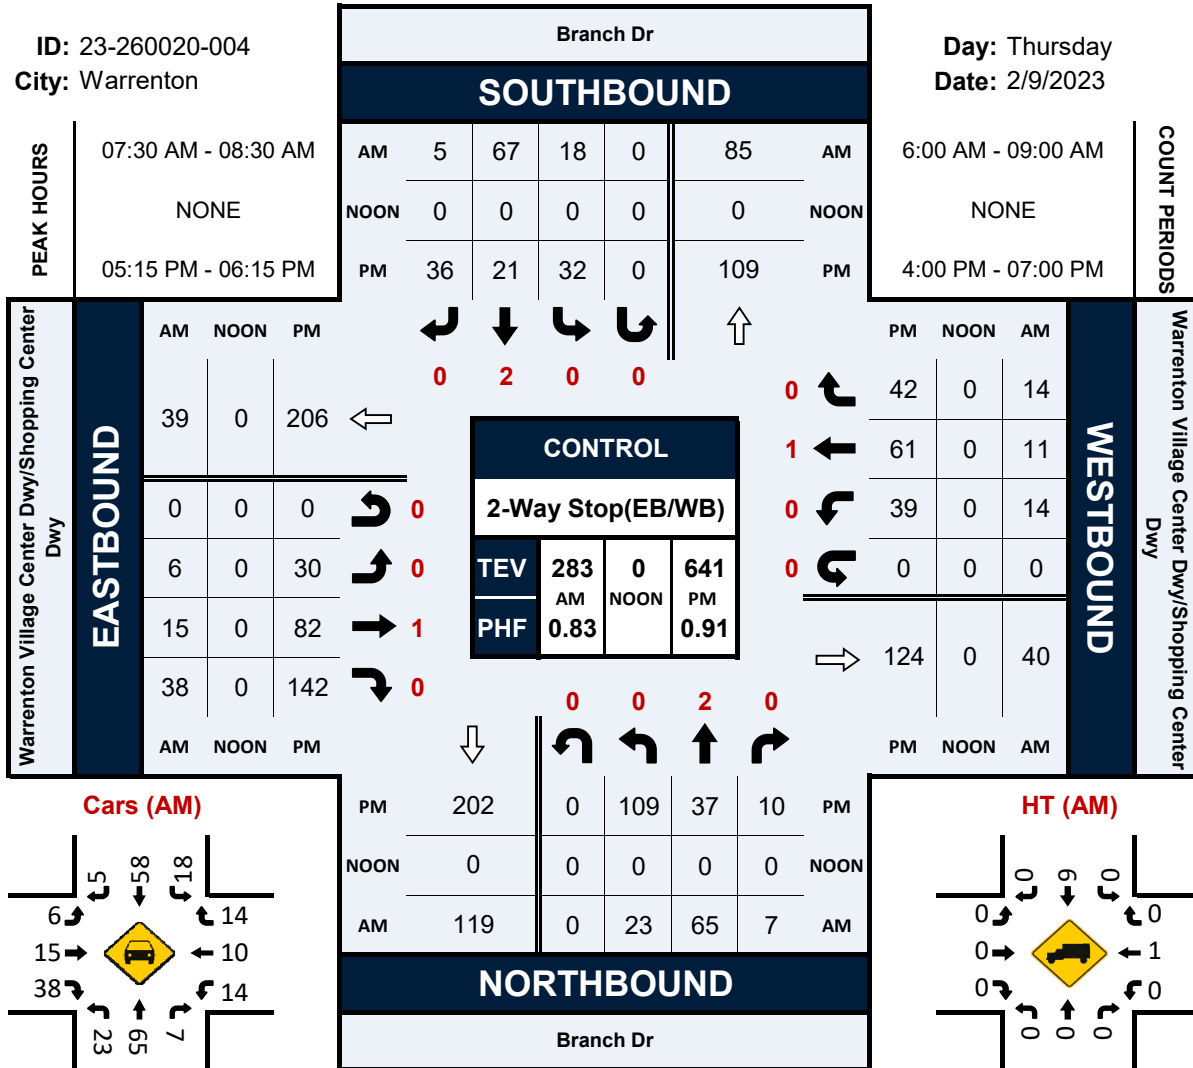 ID: 23-260020-004
City: Warrenton
Branch Dr
SOUTHBOUND
Day: Thursday
Date: 2/9/2023
PEAK HOURS
07:30 AM - 08:30 AM
NONE
05:15 PM - 06:15 PM
AM 5 67 18 0 85 AM
NOON 0 0 0 0 0 NOON
PM 36 21 32 0 109 PM
6:00 AM - 09:00 AM
NONE
4:00 PM - 07:00 PM
COUNT PERIODS
0 2 0 0
Warrenton Village Center Dwy/Shopping Center
Dwy
EASTBOUND
AM NOON PM
39 0 206
0 0 0 0
6 0 30 0
15 0 82 1
38 0 142 0
AM NOON PM
CONTROL
2-Way Stop(EB/WB)
TEV 283 0 641
AM NOON PM
PHF 0.83 0.91
PM NOON AM
0 42 0 14
1 61 0 11
0 39 0 14
0 0 0 0
124 0 40
PM NOON AM
WESTBOUND
Warrenton Village Center Dwy/Shopping Center
Dwy
0 0 2 0
PM 202 0 109 37 10 PM
NOON 0 0 0 0 0 NOON
AM 119 0 23 65 7 AM
NORTHBOUND
Branch Dr
Cars (AM)
5 58 18
6 14
15 10
38 14
23 65 7
HT (AM)
0 9 0
0 0
0 1
0 0
0 0 0